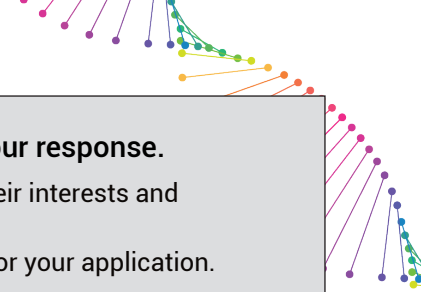 our response.
eir interests and
or your application.